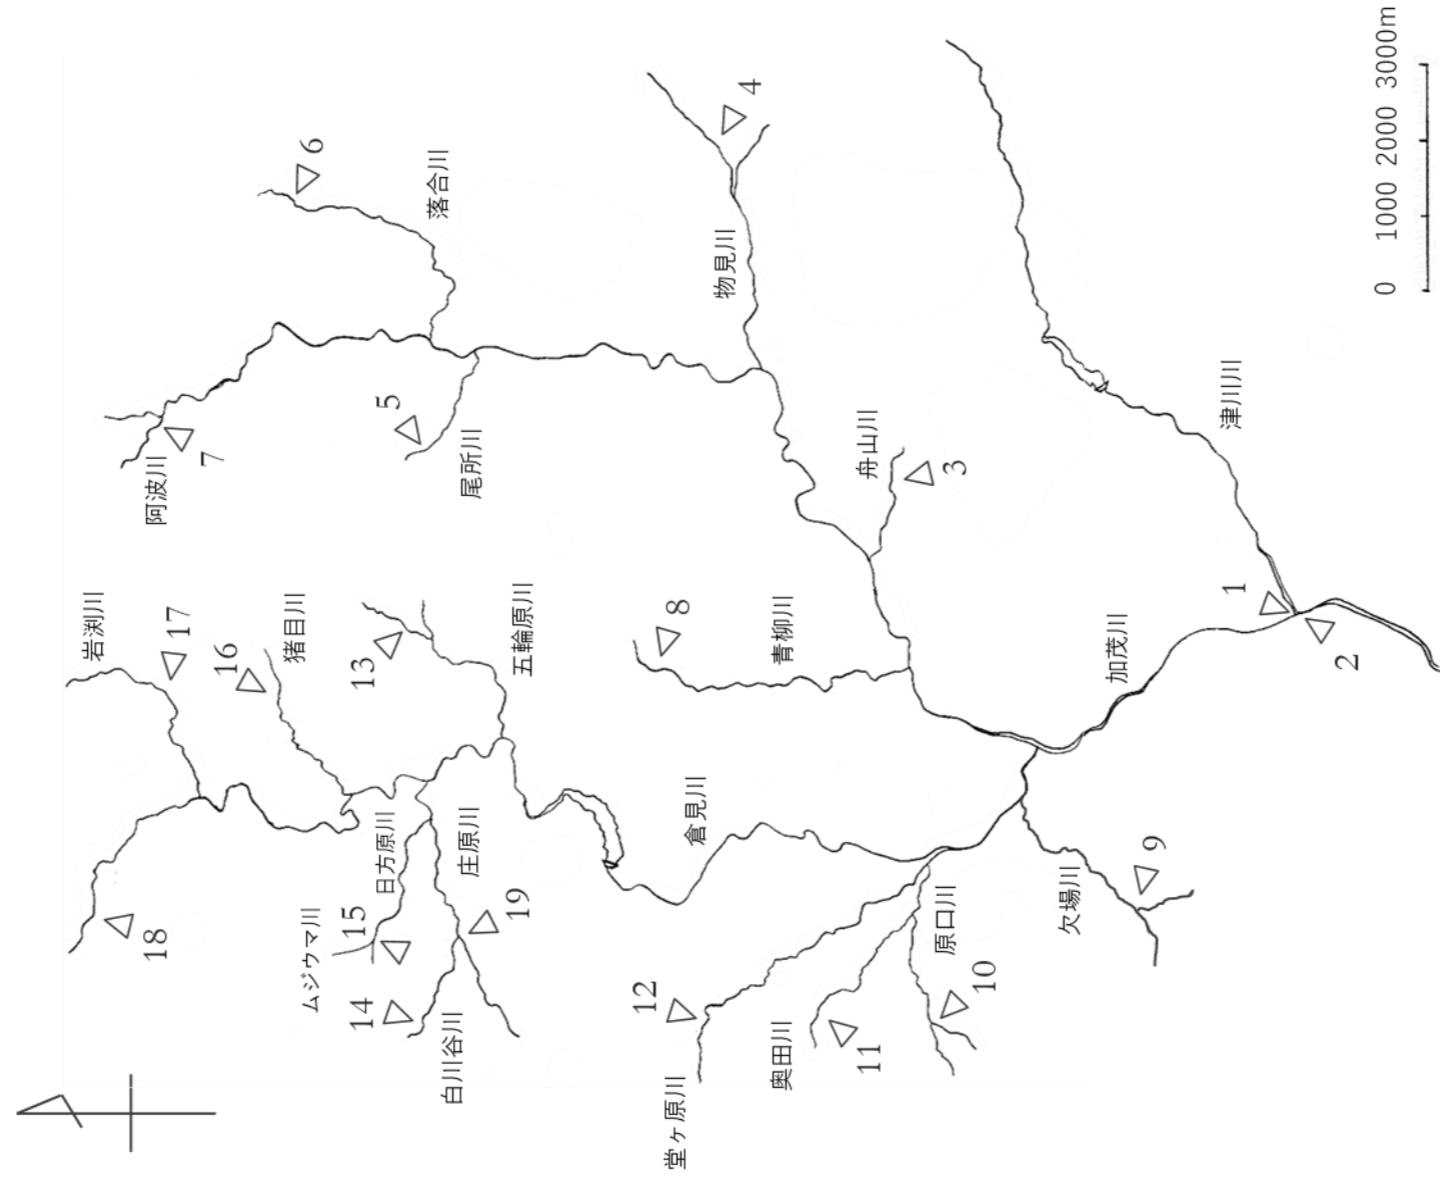 岩渕川
17
16
猪目川
13
五輪原川
18
ムジウマ川
15
日方原川
庄原川
19
14
白川谷川
阿波川
7
5
尾所川
6
落合川
物見川
4
舟山川
3
8
青柳川
加茂川
倉見川
12
堂ヶ原川
奥田川
11
原口川
10
欠場川
9
津川川
1
2
0 1000 2000 3000m